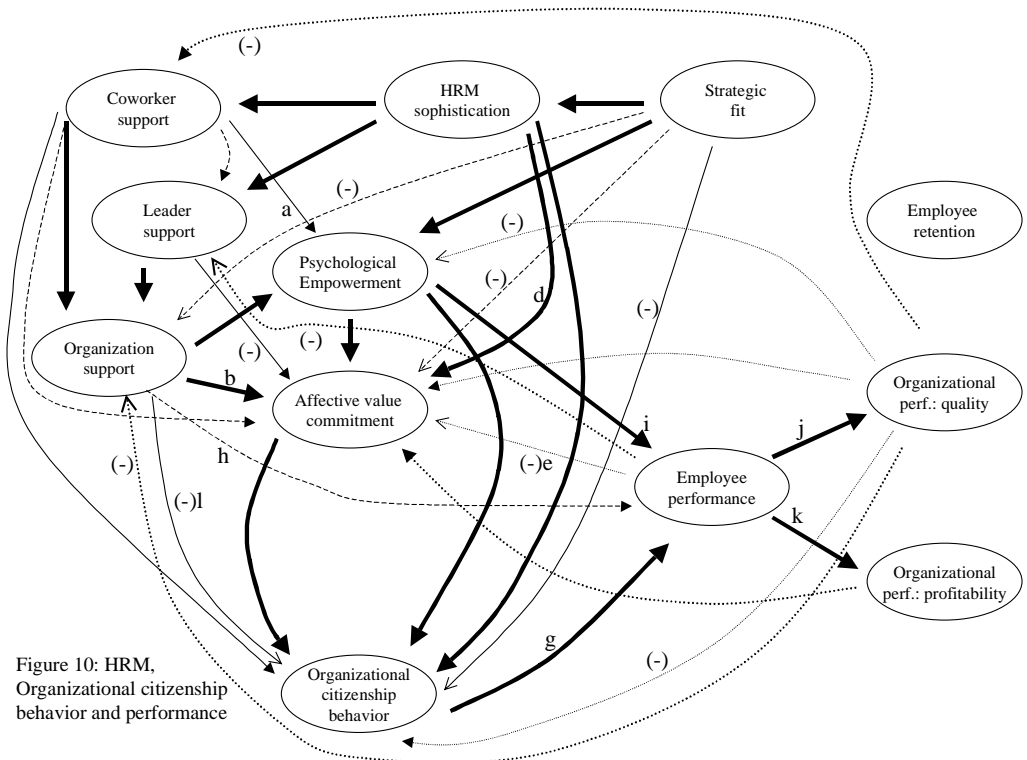 (-)
Coworker
support
HRM
sophistication
Strategic
fit
Leader
support
a
(-)
(-)
Employee
retention
Psychological
Empowerment
(-)
d
(-)
Organization
support
(-)
(-)
b
Affective value
commitment
Organizational
perf.: quality
i
j
(-)
h
(-)e
Employee
performance
(-)l
k
Organizational
perf.: profitability
g
(-)
Figure 10: HRM,
Organizational citizenship
behavior and performance
Organizational
citizenship
behavior